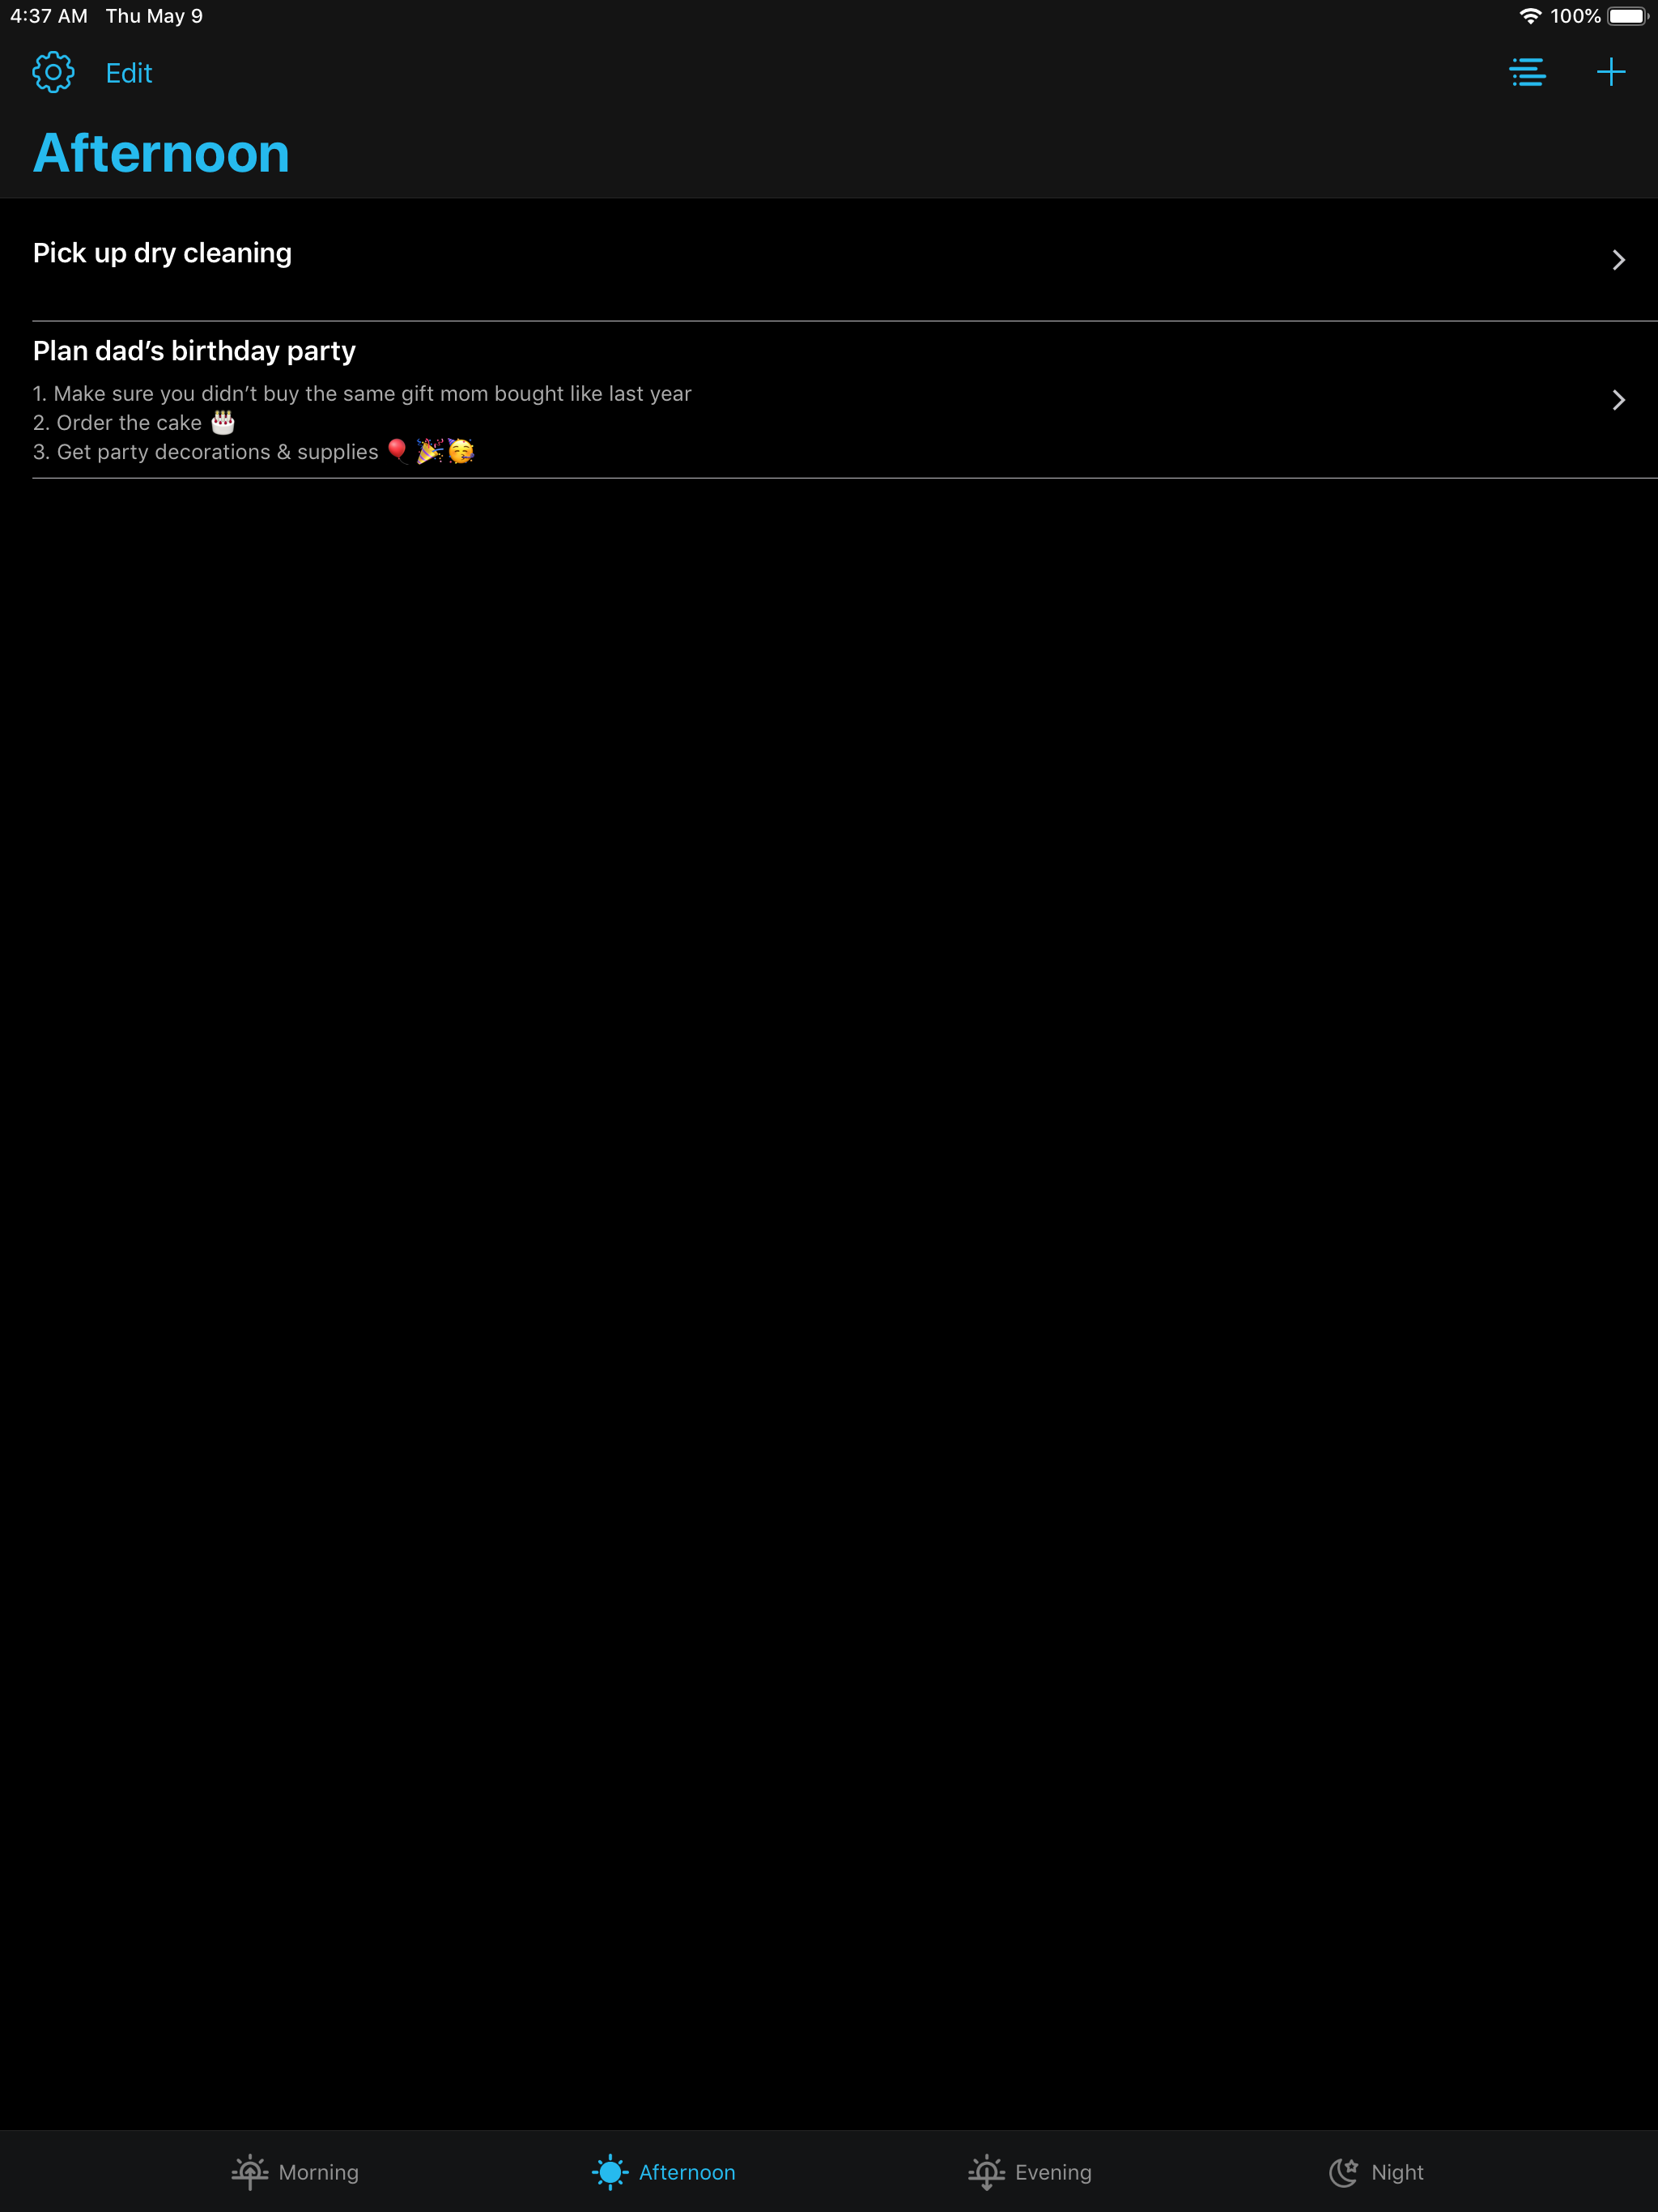 4:37 AM Thu May 9 100%
Edit
Afternoon
Pick up dry cleaning
Plan dad’s birthday party
1. Make sure you didn’t buy the same gift mom bought like last year
2. Order the cake 🎂
3. Get party decorations & supplies 🎈🎉🥳
Morning Afternoon Evening Night